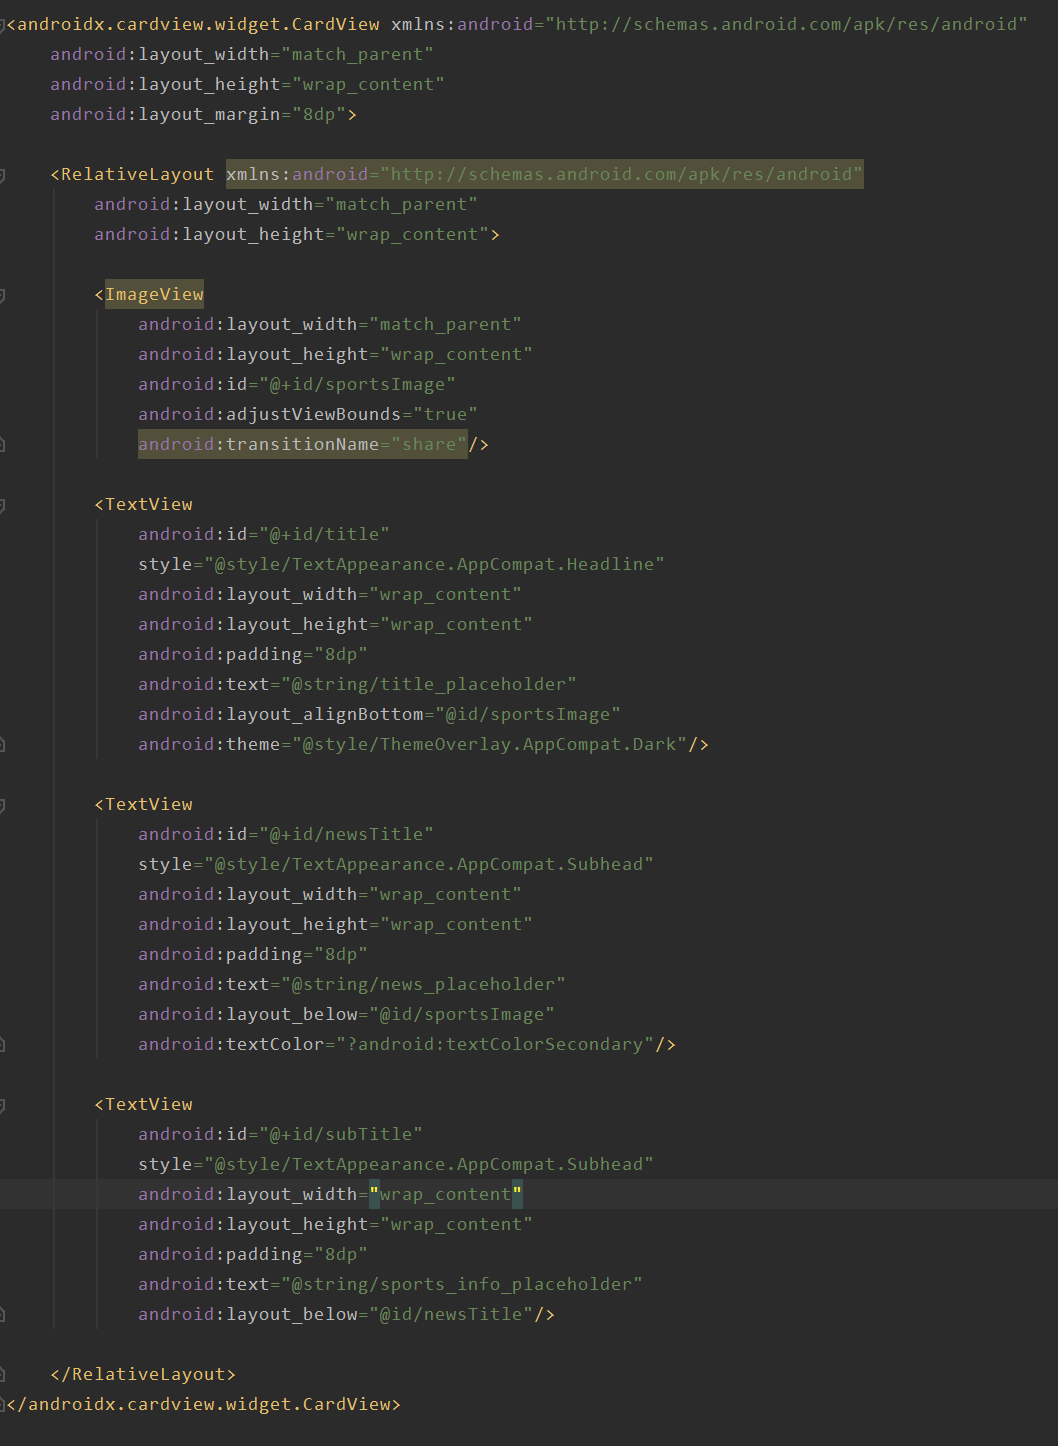 <androidx.cardview.widget.CardView xmlns:android="http://schemas.android.com/apk/res/android"
    android:layout_width="match_parent"
    android:layout_height="wrap_content"
    android:layout_margin="8dp">

    <RelativeLayout xmlns:android="http://schemas.android.com/apk/res/android"
        android:layout_width="match_parent"
        android:layout_height="wrap_content">

        <ImageView
            android:layout_width="match_parent"
            android:layout_height="wrap_content"
            android:id="@+id/sportsImage"
            android:adjustViewBounds="true"
            android:transitionName="share"/>

        <TextView
            android:id="@+id/title"
            style="@style/TextAppearance.AppCompat.Headline"
            android:layout_width="wrap_content"
            android:layout_height="wrap_content"
            android:padding="8dp"
            android:text="@string/title_placeholder"
            android:layout_alignBottom="@id/sportsImage"
            android:theme="@style/ThemeOverlay.AppCompat.Dark"/>

        <TextView
            android:id="@+id/newsTitle"
            style="@style/TextAppearance.AppCompat.Subhead"
            android:layout_width="wrap_content"
            android:layout_height="wrap_content"
            android:padding="8dp"
            android:text="@string/news_placeholder"
            android:layout_below="@id/sportsImage"
            android:textColor="?android:textColorSecondary"/>

        <TextView
            android:id="@+id/subTitle"
            style="@style/TextAppearance.AppCompat.Subhead"
            android:layout_width="wrap_content"
            android:layout_height="wrap_content"
            android:padding="8dp"
            android:text="@string/sports_info_placeholder"
            android:layout_below="@id/newsTitle"/>

    </RelativeLayout>
</androidx.cardview.widget.CardView>